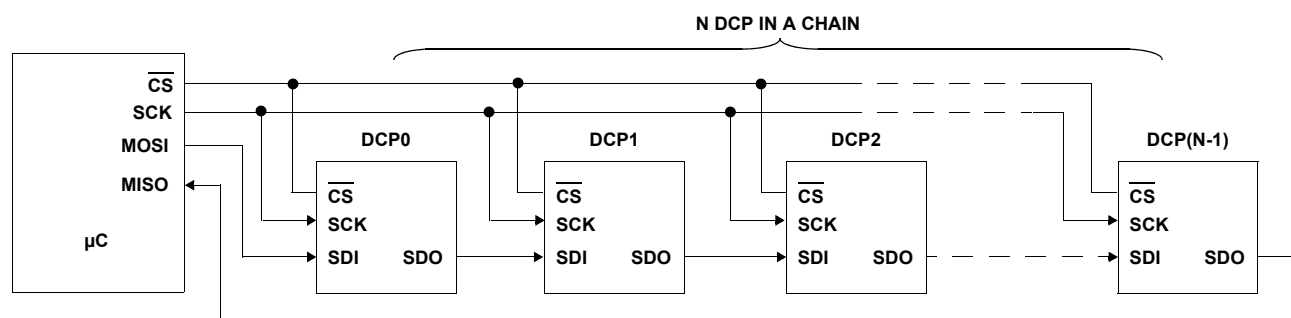 N DCP IN A CHAIN
CS
SCK
MOSI
MISO
µC
DCP0
CS
SCK
SDI SDO
DCP1
CS
SCK
SDI SDO
DCP2
CS
SCK
SDI SDO
DCP(N-1)
CS
SCK
SDI SDO